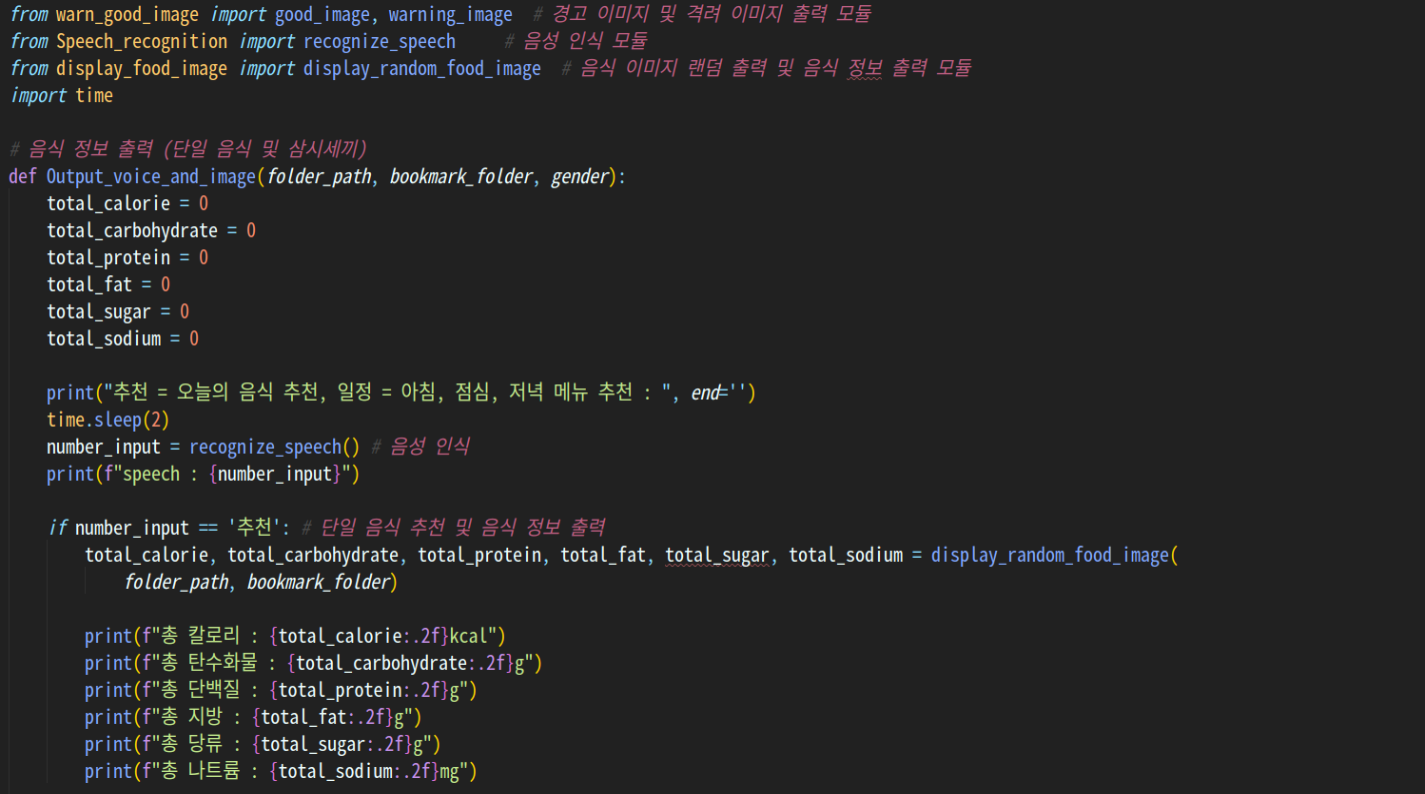 from warn_good_image import good_image, warning_image  # 경고 이미지 및 격려 이미지 출력 모듈
from Speech_recognition import recognize_speech     # 음성 인식 모듈
from display_food_image import display_random_food_image  # 음식 이미지 랜덤 출력 및 음식 정보 출력 모듈
import time

# 음식 정보 출력 (단일 음식 및 삼시세끼)
def Output_voice_and_image(folder_path, bookmark_folder, gender):
    total_calorie = 0
    total_carbohydrate = 0
    total_protein = 0
    total_fat = 0
    total_sugar = 0
    total_sodium = 0

    print("추천 = 오늘의 음식 추천, 일정 = 아침, 점심, 저녁 메뉴 추천 : ", end='')
    time.sleep(2)
    number_input = recognize_speech() # 음성 인식
    print(f"speech : {number_input}")

    if number_input == '추천': # 단일 음식 추천 및 음식 정보 출력
        total_calorie, total_carbohydrate, total_protein, total_fat, total_sugar, total_sodium = display_random_food_image(
            folder_path, bookmark_folder)

        print(f"총 칼로리 : {total_calorie:.2f}kcal")
        print(f"총 탄수화물 : {total_carbohydrate:.2f}g")
        print(f"총 단백질 : {total_protein:.2f}g")
        print(f"총 지방 : {total_fat:.2f}g")
        print(f"총 당류 : {total_sugar:.2f}g")
        print(f"총 나트륨 : {total_sodium:.2f}mg")